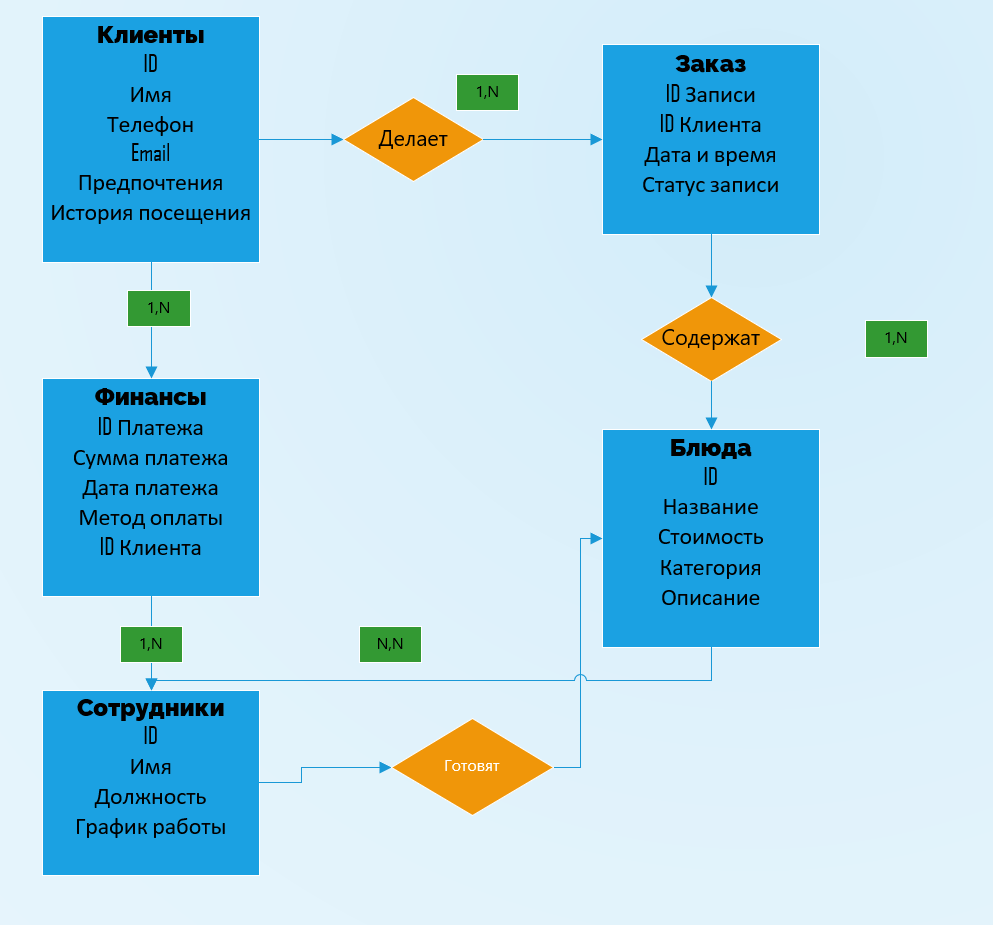 Клиенты
ID
Имя
Телефон
Email
Предпочтения
История посещения
Делает
1,N
Заказ
ID Записи
ID Клиента
Дата и время
Статус записи
1,N
Содержат
1,N
Финансы
ID Платежа
Сумма платежа
Дата платежа
Метод оплаты
ID Клиента
Блюда
ID
Название
Стоимость
Категория
Описание
1,N
N,N
Сотрудники
ID
Имя
Должность
График работы
Готовят